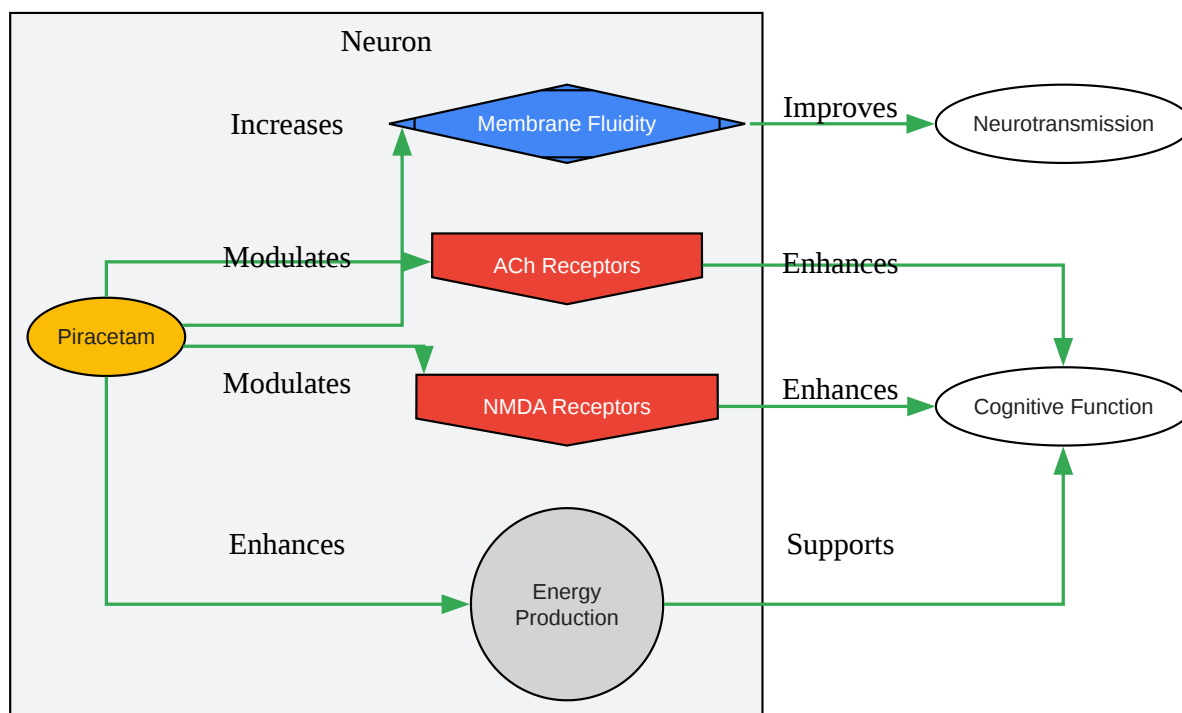 Neuron
Increases
Membrane Fluidity
Improves
Neurotransmission
Modulates
ACh Receptors
Enhances
Piracetam
Modulates
NMDA Receptors
Enhances
Cognitive Function
Enhances
Energy
Production
Supports